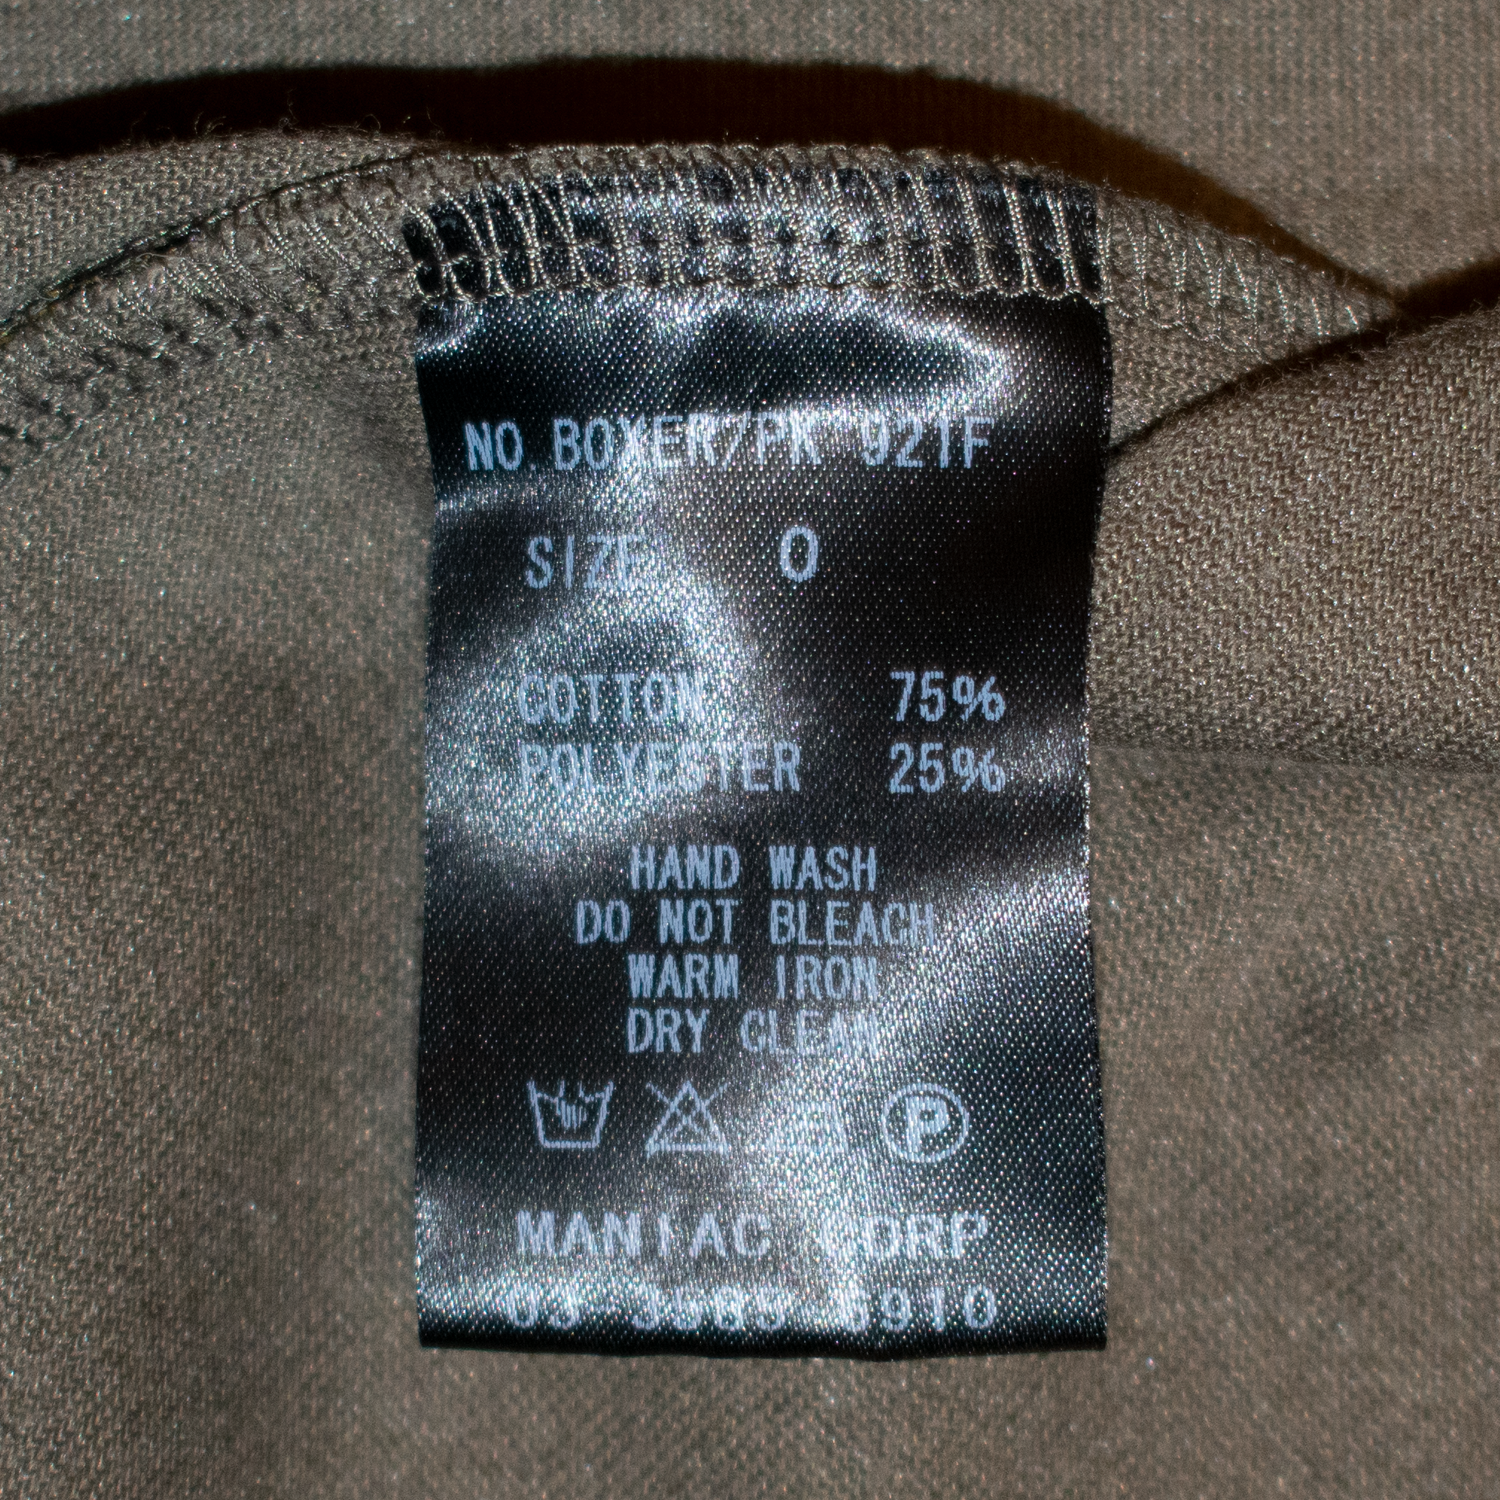 NO.BOXER/PK 921F
SIZE 0
COTTON 75%
POLYESTER 25%
HAND WASH
DO NOT BLEACH
WARM IRON
DRY CLEAN
P
MANIAC CORP